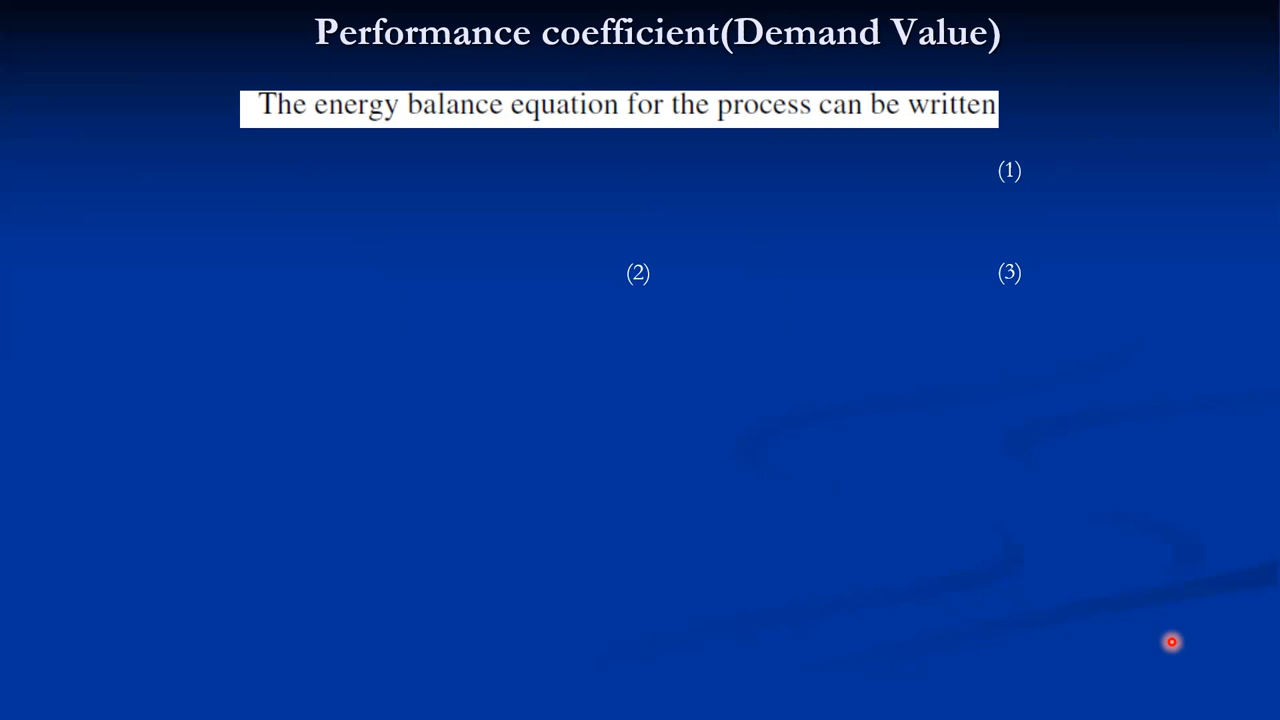 Performance coefficient(Demand Value)
The energy balance equation for the process can be written
(1)
(2) (3)